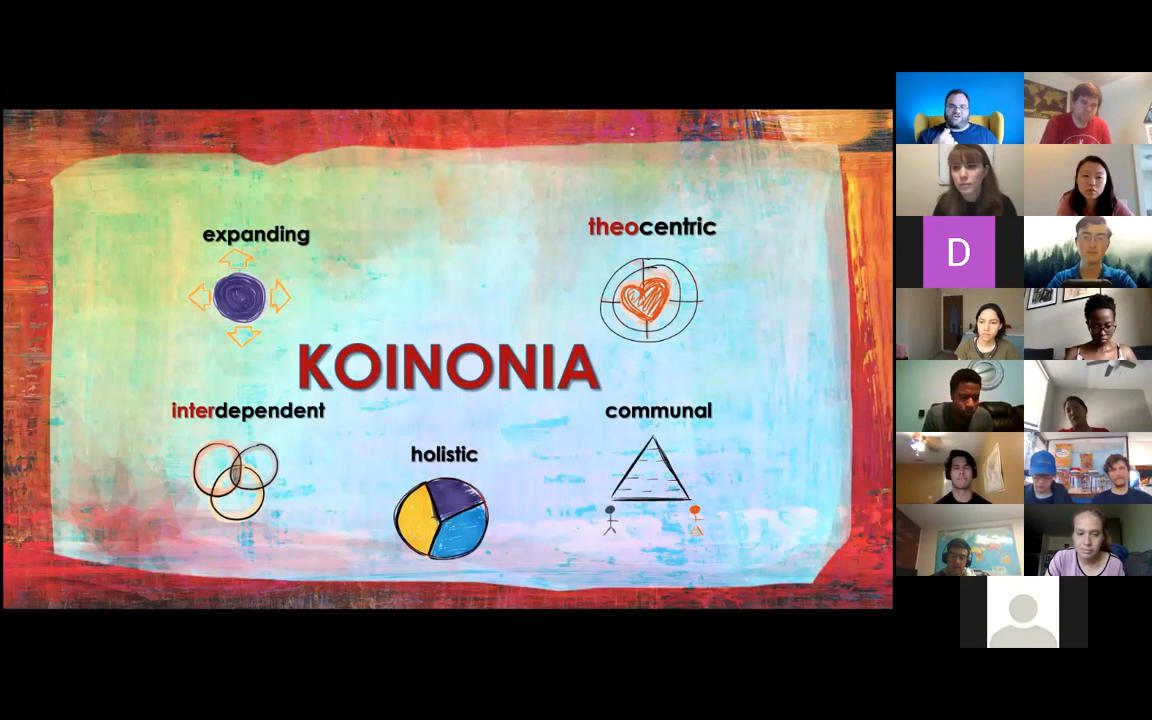 expanding
theocentric
KOINONIA
interdependent
communal
holistic
D